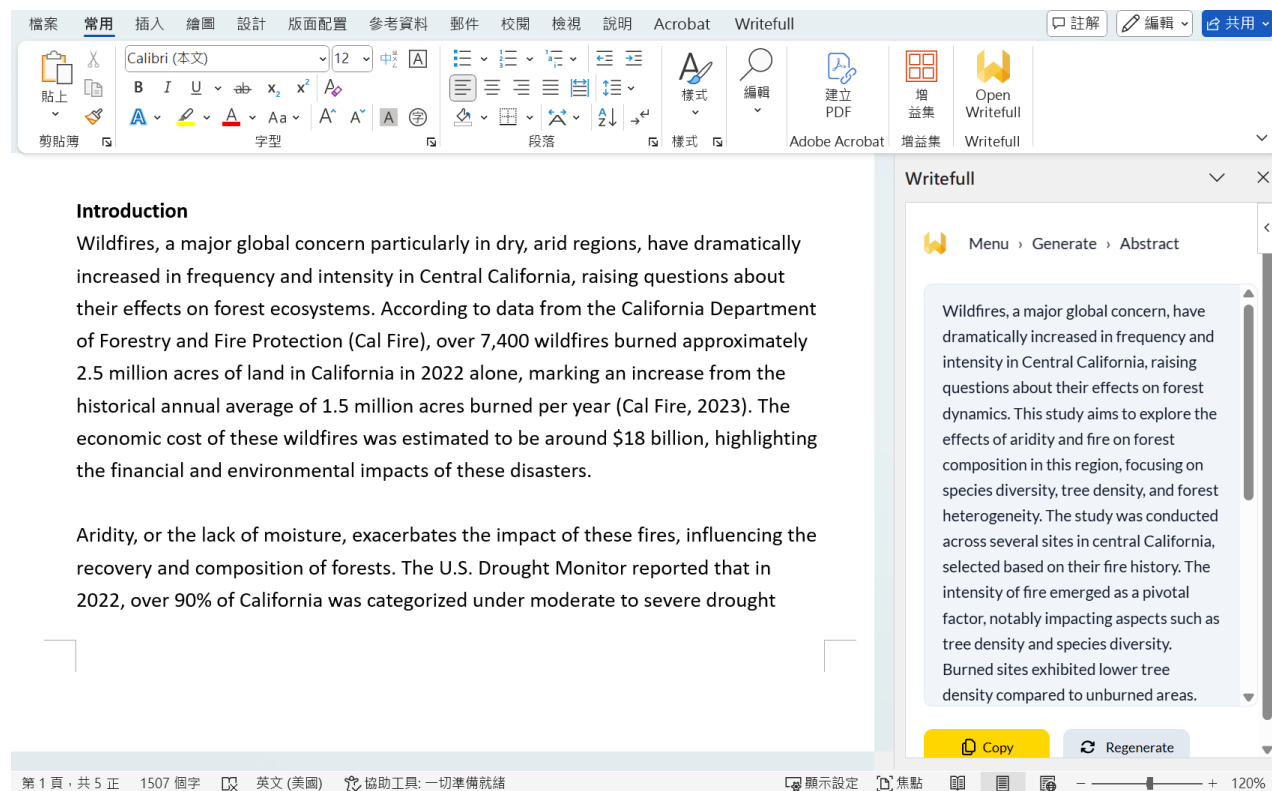 檔案 常用 插入 繪圖 設計 版面配置 參考資料 郵件 校閱 檢視 說明 Acrobat Writefull 註解 編輯 共用
Calibri (本文) 12
貼上
B I U ab x₂ x²
A A A Aa A A A 字
剪貼簿 字型 段落 樣式
樣式
編輯
建立
PDF
Adobe Acrobat
增
益集
增益集
Open
Writefull
Writefull
Introduction
Wildfires, a major global concern particularly in dry, arid regions, have dramatically
increased in frequency and intensity in Central California, raising questions about
their effects on forest ecosystems. According to data from the California Department
of Forestry and Fire Protection (Cal Fire), over 7,400 wildfires burned approximately
2.5 million acres of land in California in 2022 alone, marking an increase from the
historical annual average of 1.5 million acres burned per year (Cal Fire, 2023). The
economic cost of these wildfires was estimated to be around $18 billion, highlighting
the financial and environmental impacts of these disasters.
Aridity, or the lack of moisture, exacerbates the impact of these fires, influencing the
recovery and composition of forests. The U.S. Drought Monitor reported that in
2022, over 90% of California was categorized under moderate to severe drought
Writefull
Menu › Generate › Abstract
Wildfires, a major global concern, have
dramatically increased in frequency and
intensity in Central California, raising
questions about their effects on forest
dynamics. This study aims to explore the
effects of aridity and fire on forest
composition in this region, focusing on
species diversity, tree density, and forest
heterogeneity. The study was conducted
across several sites in central California,
selected based on their fire history. The
intensity of fire emerged as a pivotal
factor, notably impacting aspects such as
tree density and species diversity.
Burned sites exhibited lower tree
density compared to unburned areas.
Copy Regenerate
第 1 頁，共 5 頁 1507 個字 英文 (美國) 協助工具: 一切準備就緒 顯示設定 焦點 120%